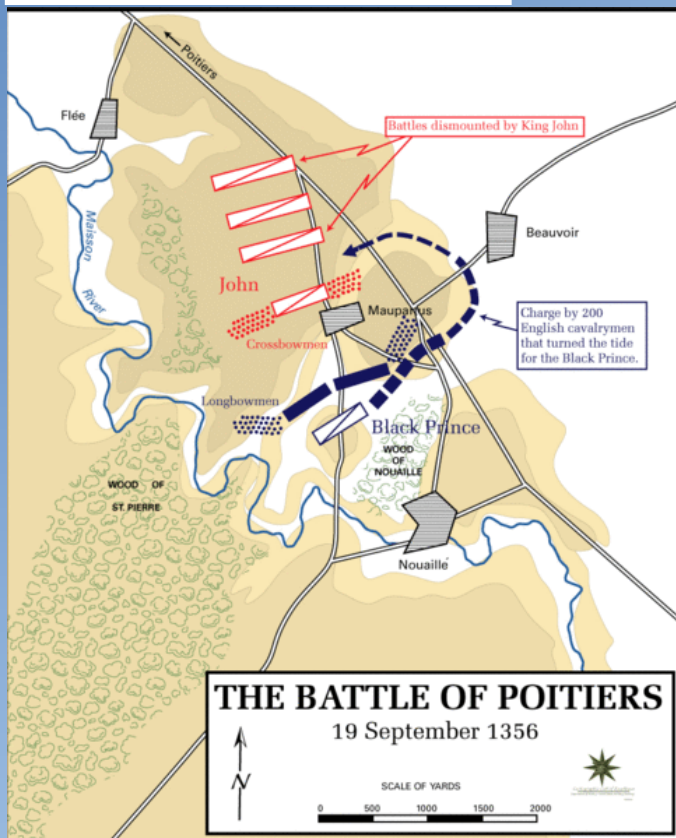 Poitiers
Flée
Battles dismounted by King John
Maisson
River
Beauvoir
John
Maupartus
Crossbowmen
Charge by 200
English cavalrymen
that turned the tide
for the Black Prince.
Longbowmen
Black Prince
WOOD
OF
NOUAILLE
WOOD OF
ST. PIERRE
Nouaille
THE BATTLE OF POITIERS
19 September 1356
N
SCALE OF YARDS
0 500 1000 1500 2000